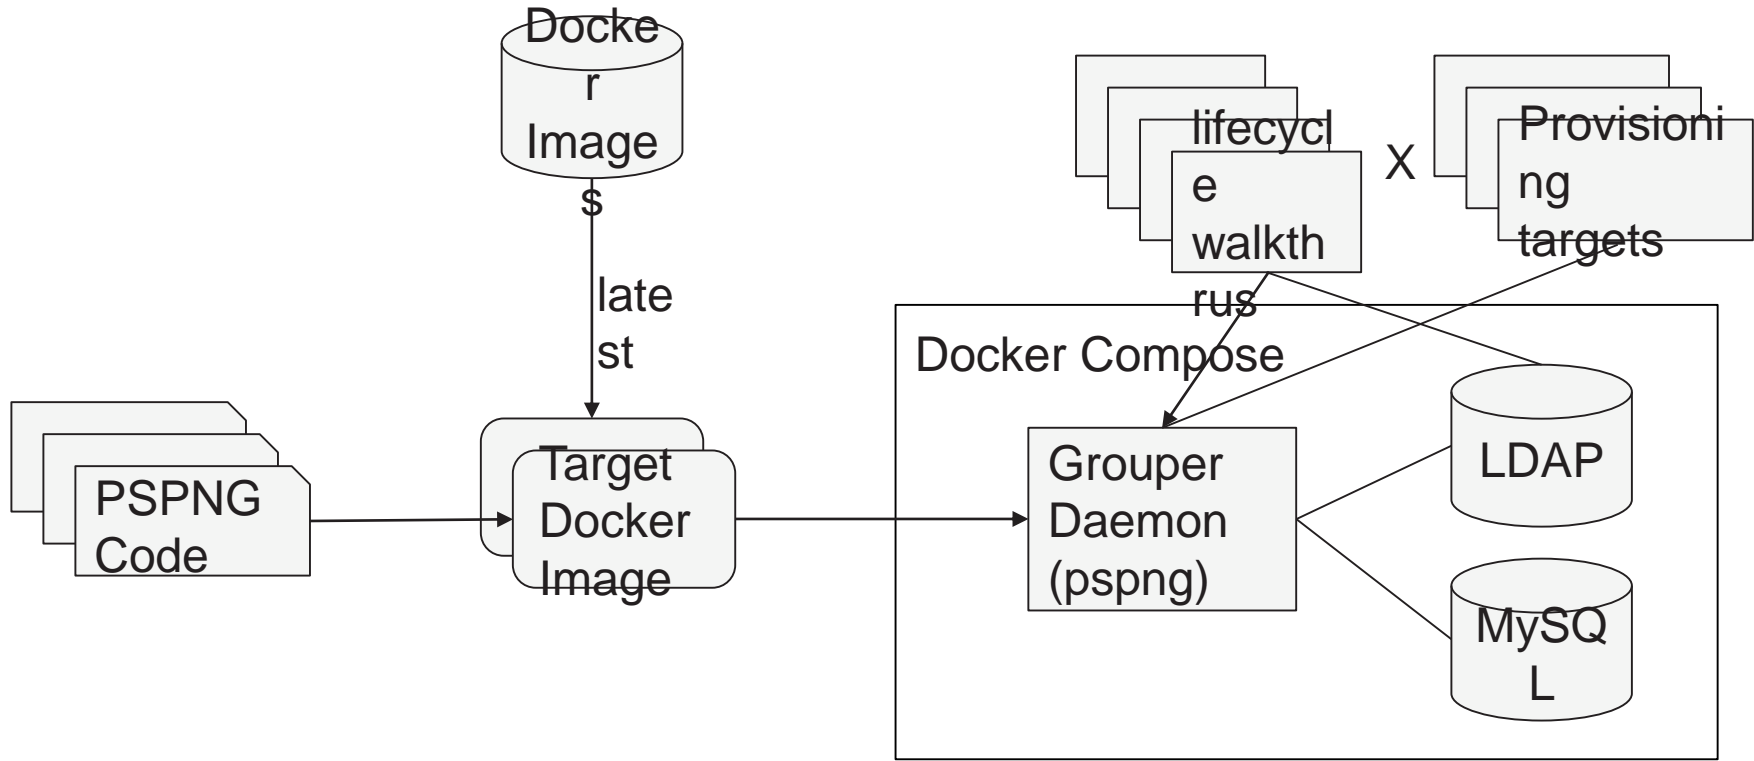 Docke
r
Image
s
late
st
lifecycl
e
walkth
rus
X
Provisioni
ng
targets
Docker Compose
PSPNG
Code
Target
Docker
Image
Grouper
Daemon
(pspng)
LDAP
MySQ
L